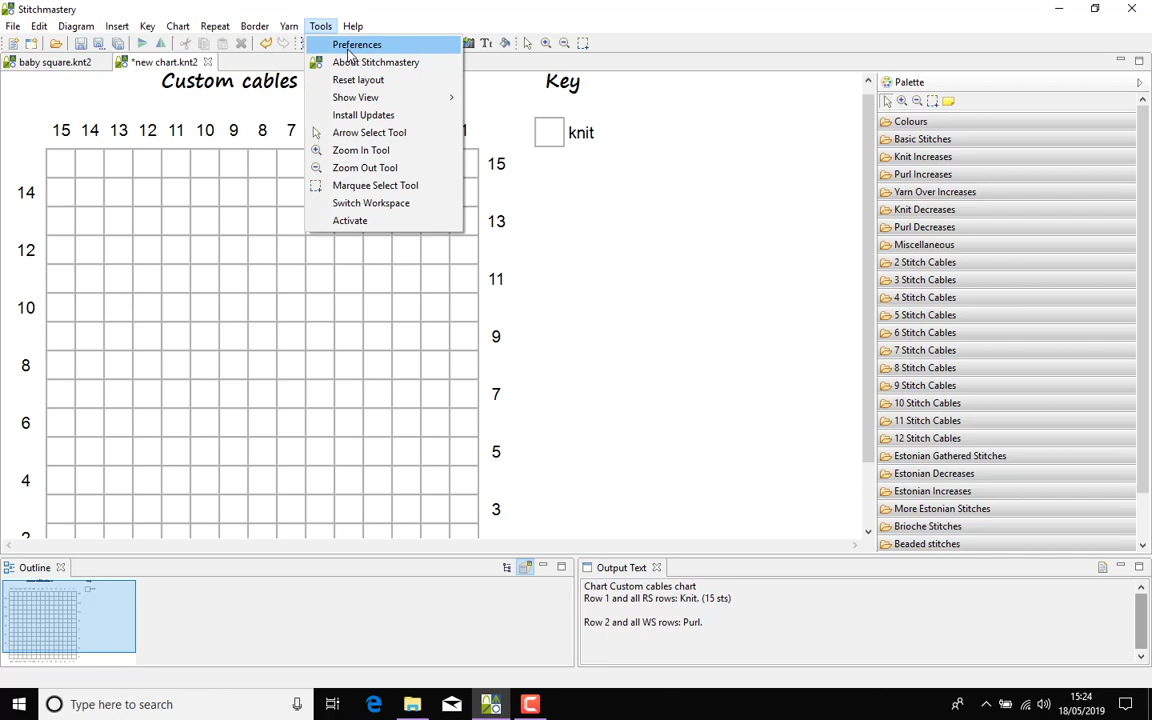 Stitchmastery
File Edit Diagram Insert Key Chart Repeat Border Yarn Tools Help
baby square.knt2 *new chart.knt2
Preferences
About Stitchmastery
Reset layout
Show View
Install Updates
Arrow Select Tool
Zoom In Tool
Zoom Out Tool
Marquee Select Tool
Switch Workspace
Activate
Custom cables
Key
15 14 13 12 11 10 9 8 7 1
knit
15
14
13
12
11
10
9
8
7
6
5
4
3
Palette
Colours
Basic Stitches
Knit Increases
Purl Increases
Yarn Over Increases
Knit Decreases
Purl Decreases
Miscellaneous
2 Stitch Cables
3 Stitch Cables
4 Stitch Cables
5 Stitch Cables
6 Stitch Cables
7 Stitch Cables
8 Stitch Cables
9 Stitch Cables
10 Stitch Cables
11 Stitch Cables
12 Stitch Cables
Estonian Gathered Stitches
Estonian Decreases
Estonian Increases
More Estonian Stitches
Brioche Stitches
Beaded stitches
Outline
Output Text
Chart Custom cables chart
Row 1 and all RS rows: Knit. (15 sts)
Row 2 and all WS rows: Purl.
Type here to search
15:24
18/05/2019